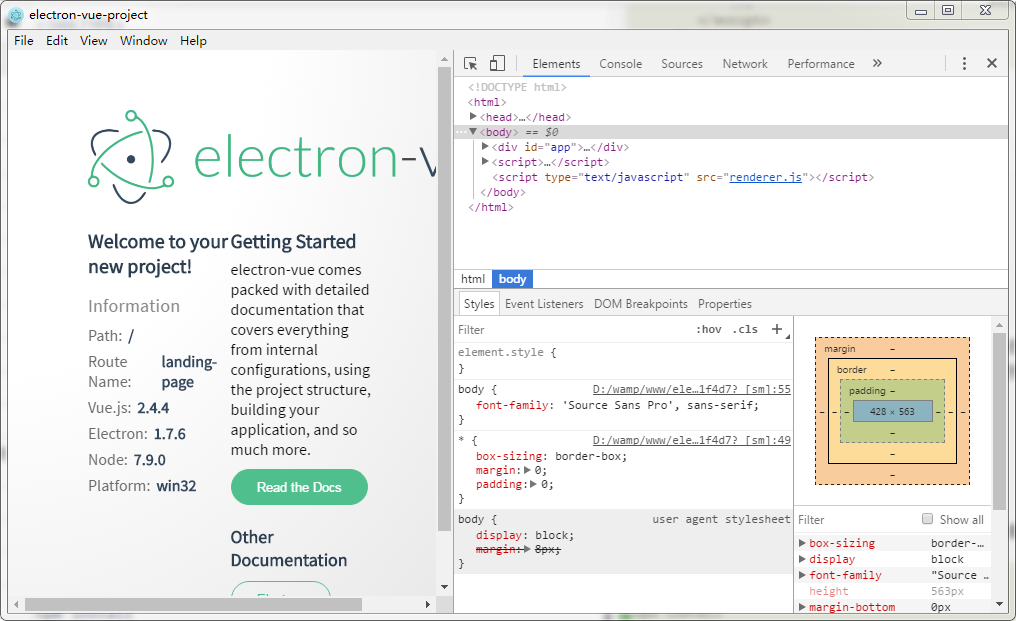 electron-vue-project
File Edit View Window Help
electron-v
Welcome to your
new project!
Information
Path: /
Route Name: landing-page
Vue.js: 2.4.4
Electron: 1.7.6
Node: 7.9.0
Platform: win32
Getting Started
electron-vue comes
packed with detailed
documentation that
covers everything
from internal
configurations, using
the project structure,
building your
application, and so
much more.
Read the Docs
Other
Documentation
Elements Console Sources Network Performance »
<!DOCTYPE html>
<html>
<head>…</head>
<body> == $0
<div id="app">…</div>
<script>…</script>
<script type="text/javascript" src="renderer.js"></script>
</body>
</html>
html body
Styles Event Listeners DOM Breakpoints Properties
Filter :hov .cls +
element.style {
}
body { D:/wamp/www/ele…1f4d7? [sm]:55
font-family: 'Source Sans Pro', sans-serif;
}
* { D:/wamp/www/ele…1f4d7? [sm]:49
box-sizing: border-box;
margin: 0;
padding: 0;
}
body { user agent stylesheet
display: block;
margin: 8px;
}
margin –
border –
padding –
– – – 428 × 563 – – –
–
–
–
Filter Show all
box-sizing border-…
display block
font-family "Source …
height 563px
margin-bottom 0px